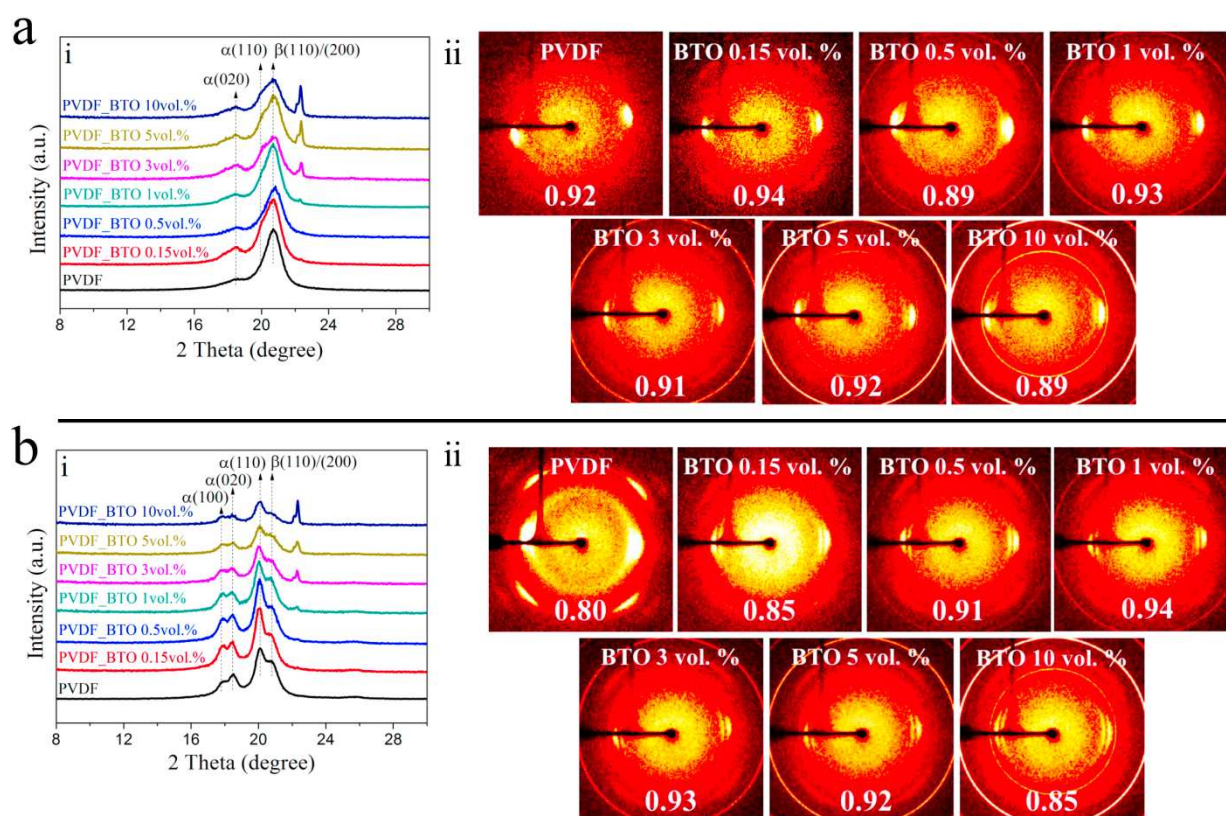 a
i
α(110)
β(110)/(200)
α(020)
PVDF_BTO 10vol.%
PVDF_BTO 5vol.%
PVDF_BTO 3vol.%
PVDF_BTO 1vol.%
PVDF_BTO 0.5vol.%
PVDF_BTO 0.15vol.%
PVDF
Intensity (a.u.)
8 12 16 20 24 28
2 Theta (degree)
ii
PVDF BTO 0.15 vol. % BTO 0.5 vol. % BTO 1 vol. %
0.92 0.94 0.89 0.93
BTO 3 vol. % BTO 5 vol. % BTO 10 vol. %
0.91 0.92 0.89
b
i
α(110)
β(110)/(200)
α(020)
α(100)
PVDF_BTO 10vol.%
PVDF_BTO 5vol.%
PVDF_BTO 3vol.%
PVDF_BTO 1vol.%
PVDF_BTO 0.5vol.%
PVDF_BTO 0.15vol.%
PVDF
Intensity (a.u.)
8 12 16 20 24 28
2 Theta (degree)
ii
PVDF BTO 0.15 vol. % BTO 0.5 vol. % BTO 1 vol. %
0.80 0.85 0.91 0.94
BTO 3 vol. % BTO 5 vol. % BTO 10 vol. %
0.93 0.92 0.85